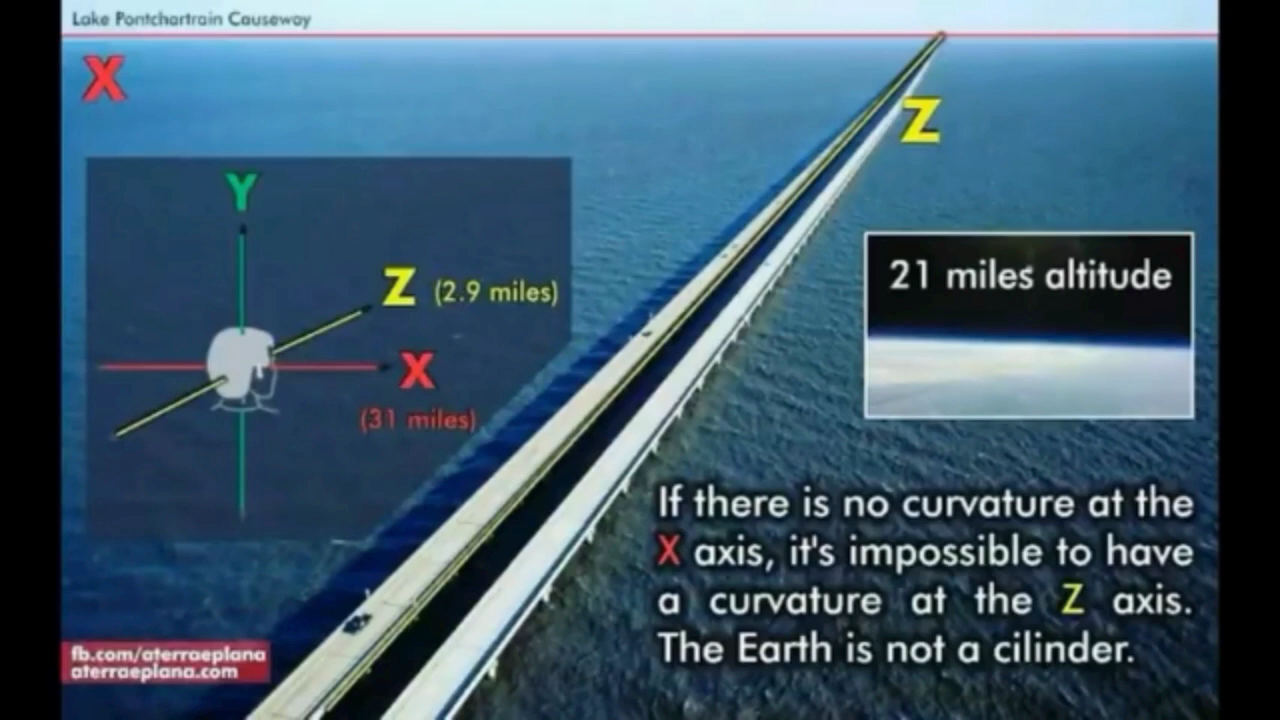 Lake Pontchartrain Causeway
X
Z
Y
Z (2.9 miles)
X
(31 miles)
21 miles altitude
If there is no curvature at the
X axis, it's impossible to have
a curvature at the Z axis.
The Earth is not a cilinder.
fb.com/aterraeplana
aterraeplana.com